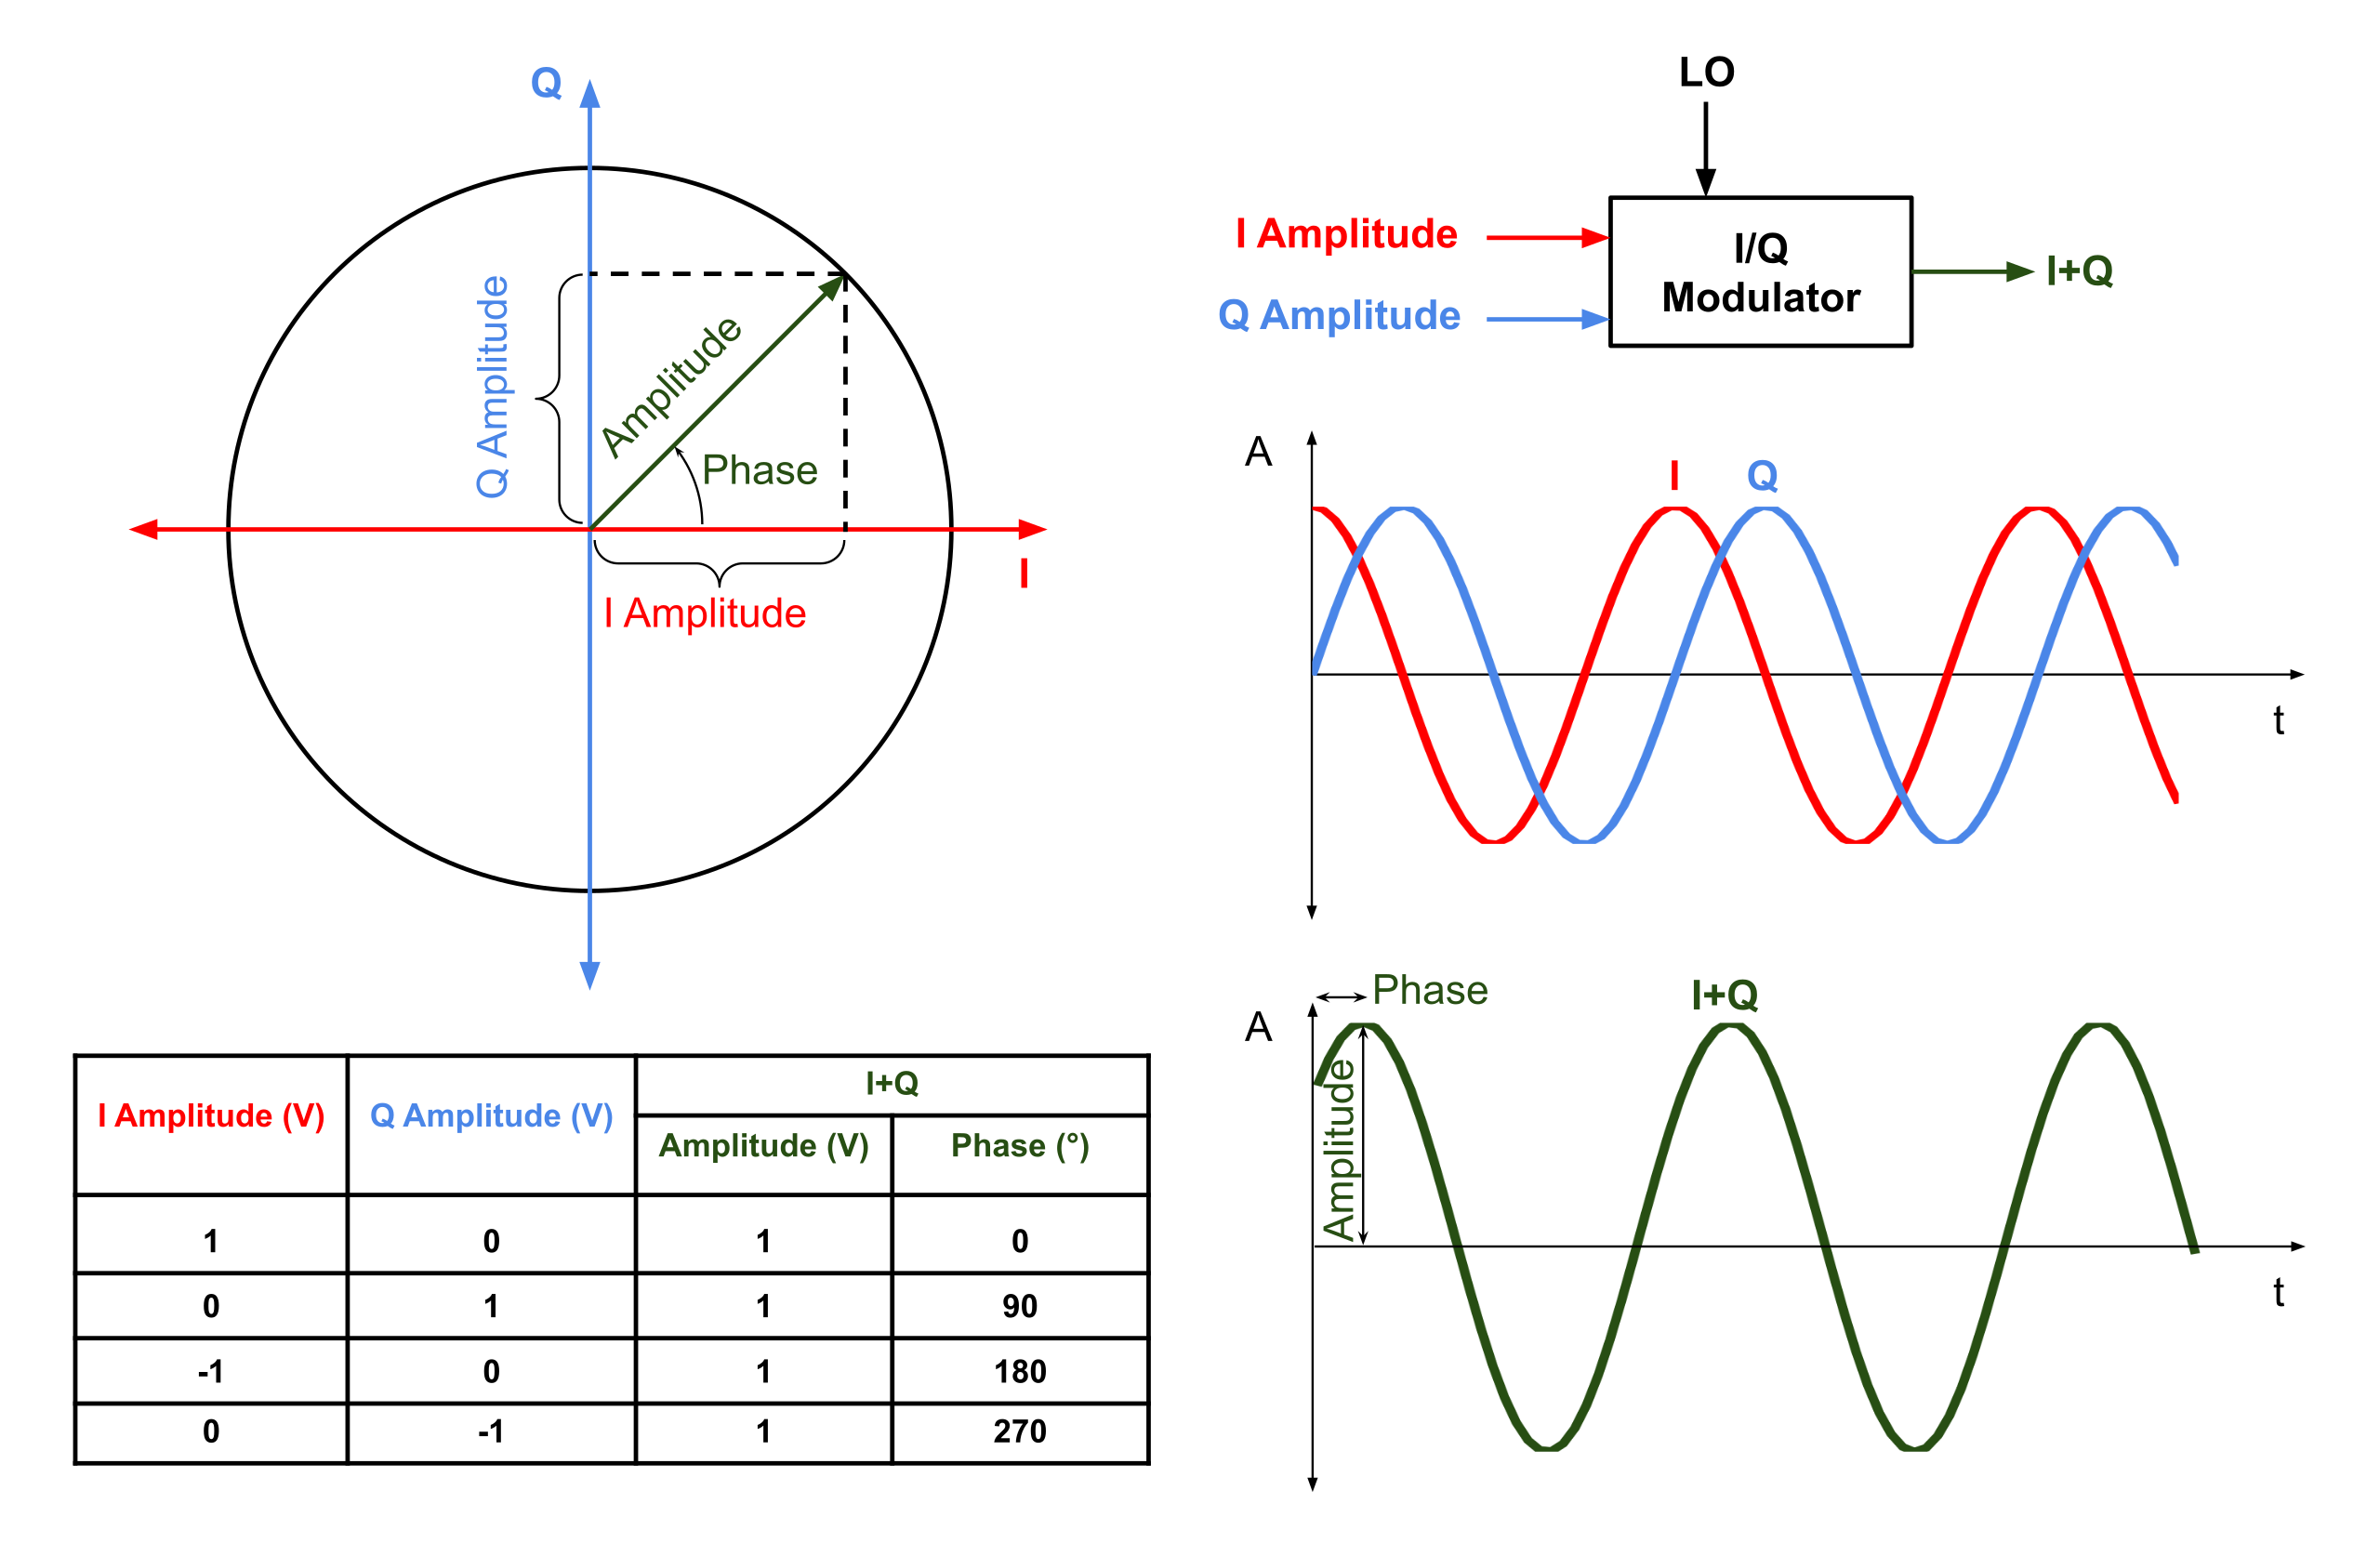 Q
Q Amplitude
Amplitude
Phase
I
I Amplitude
LO
I Amplitude
Q Amplitude
I/Q
Modulator
I+Q
A
I
Q
t
Phase
I+Q
A
Amplitude
t
I+Q
I Amplitude (V)
Q Amplitude (V)
Amplitude (V)
Phase (°)
1 0 1 0
0 1 1 90
-1 0 1 180
0 -1 1 270